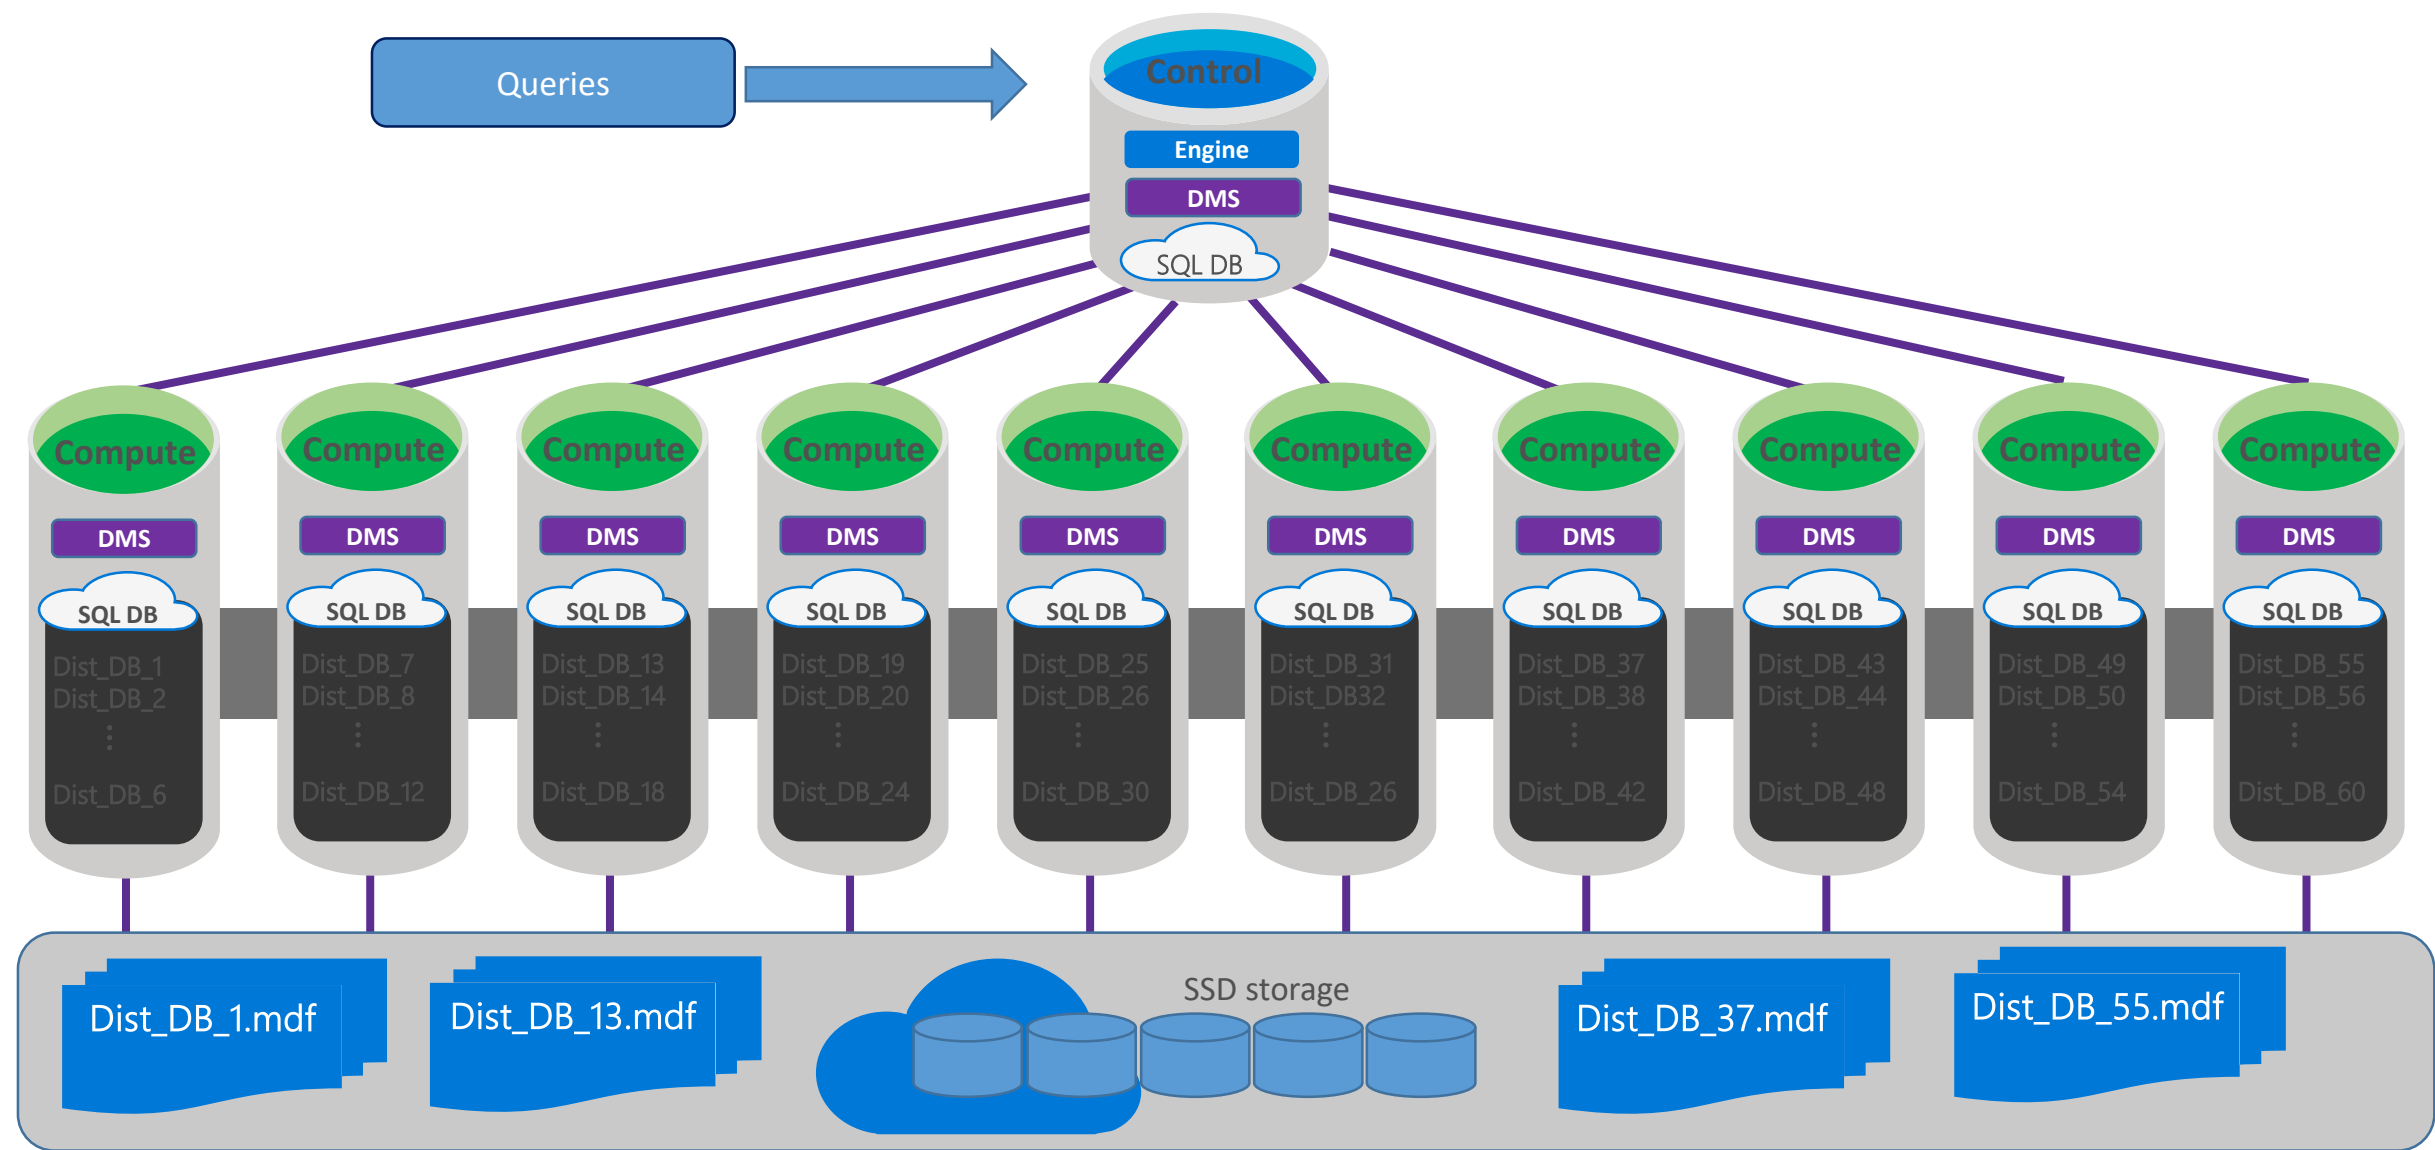 Queries
Control
Engine
DMS
SQL DB
Compute
DMS
SQL DB
Dist_DB_1
Dist_DB_2
⋮
Dist_DB_6
Compute
DMS
SQL DB
Dist_DB_7
Dist_DB_8
⋮
Dist_DB_12
Compute
DMS
SQL DB
Dist_DB_13
Dist_DB_14
⋮
Dist_DB_18
Compute
DMS
SQL DB
Dist_DB_19
Dist_DB_20
⋮
Dist_DB_24
Compute
DMS
SQL DB
Dist_DB_25
Dist_DB_26
⋮
Dist_DB_30
Compute
DMS
SQL DB
Dist_DB_31
Dist_DB32
⋮
Dist_DB_26
Compute
DMS
SQL DB
Dist_DB_37
Dist_DB_38
⋮
Dist_DB_42
Compute
DMS
SQL DB
Dist_DB_43
Dist_DB_44
⋮
Dist_DB_48
Compute
DMS
SQL DB
Dist_DB_49
Dist_DB_50
⋮
Dist_DB_54
Compute
DMS
SQL DB
Dist_DB_55
Dist_DB_56
⋮
Dist_DB_60
Dist_DB_1.mdf
Dist_DB_13.mdf
SSD storage
Dist_DB_37.mdf
Dist_DB_55.mdf